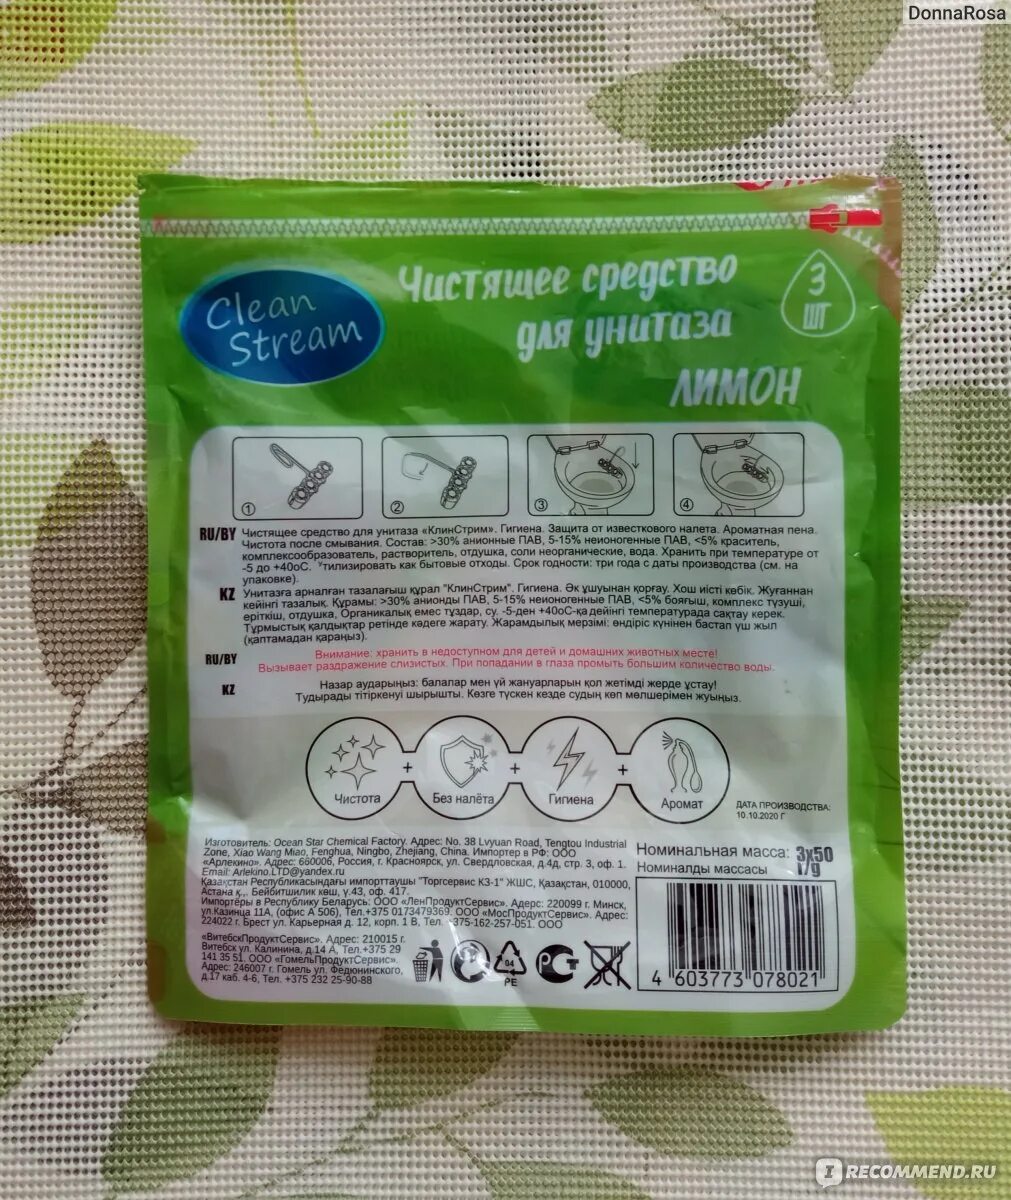 DonnaRosa
Clean
Stream
Чистящее средство
для унитаза
ЛИМОН
3
ШТ
1
2
3
4
RU/BY Чистящее средство для унитаза «КлинСтрим». Гигиена. Защита от известкового налета. Ароматная пена.
Чистота после смывания. Состав: >30% анионные ПАВ, 5-15% неионогенные ПАВ, <5% краситель,
комплексообразователь, растворитель, отдушка, соли неорганические, вода. Хранить при температуре от
-5 до +40оС. Утилизировать как бытовые отходы. Срок годности: три года с даты производства (см. на
упаковке).
KZ Унитазға арналған тазалағыш құрал "КлинСтрим". Гигиена. Әк ұшуынан қорғау. Хош иісті көбік. Жуғаннан
кейінгі тазалық. Құрамы: >30% анионды ПАВ, 5-15% неионогенные ПАВ, <5% бояғыш, комплекс түзуші,
еріткіш, отдушка, Органикалық емес тұздар, су. -5-ден +40оС-қа дейінгі температурада сақтау керек.
Тұрмыстық қалдықтар ретінде кәдеге жарату. Жарамдылық мерзімі: өндіріс күнінен бастап үш жыл
(қаптамадан қараңыз).
RU/BY Внимание: хранить в недоступном для детей и домашних животных месте!
Вызывает раздражение слизистых. При попадании в глаза промыть большим количество воды.
KZ Назар аударыңыз: балалар мен үй жануарларын қол жетімді жерде ұстау!
Тудырады тітіркенуі шырышты. Көзге түскен кезде судың көп мөлшерімен жуыңыз.
+ + +
Чистота Без налёта Гигиена Аромат
ДАТА ПРОИЗВОДСТВА:
10.10.2020 Г
Изготовитель: Ocean Star Chemical Factory. Адрес: No. 38 Lvyuan Road, Tengtou Industrial
Zone, Xiao Wang Miao, Fenghua, Ningbo, Zhejiang, China. Импортер в РФ: ООО
«Арлекино». Адрес: 660006, Россия, г. Красноярск, ул. Свердловская, д.4д, стр. 3, оф. 1.
Email: Arlekino.LTD@yandex.ru
Қазақстан Республикасындағы импорттаушы "Торгсервис КЗ-1" ЖШС, Қазақстан, 010000,
Астана қ., Бейбитшилик көш, у.43, оф. 417.
Импортёры в Республику Беларусь: ООО «ЛенПродуктСервис». Адерс: 220099 г. Минск,
ул.Казинца 11А, (офис А 506), Тел.+375 0173479369. ООО «МосПродуктСервис». Адрес:
224022 г. Брест ул. Карьерная д. 12, корп. 1 В, Тел. +375-162-257-051. ООО
«ВитебскПродуктСервис». Адрес: 210015 г.
Витебск ул. Калинина, д.14 А, Тел.+375 29
141 35 51. ООО «ГомельПродуктСервис».
Адрес: 246007 г. Гомель ул. Федюнинского,
д.17 каб. 4-6, Тел. +375 232 25-90-88
Номинальная масса: 3x50
Номиналды массасы г/g
04
PE
4 603773 078021
IRECOMMEND.RU